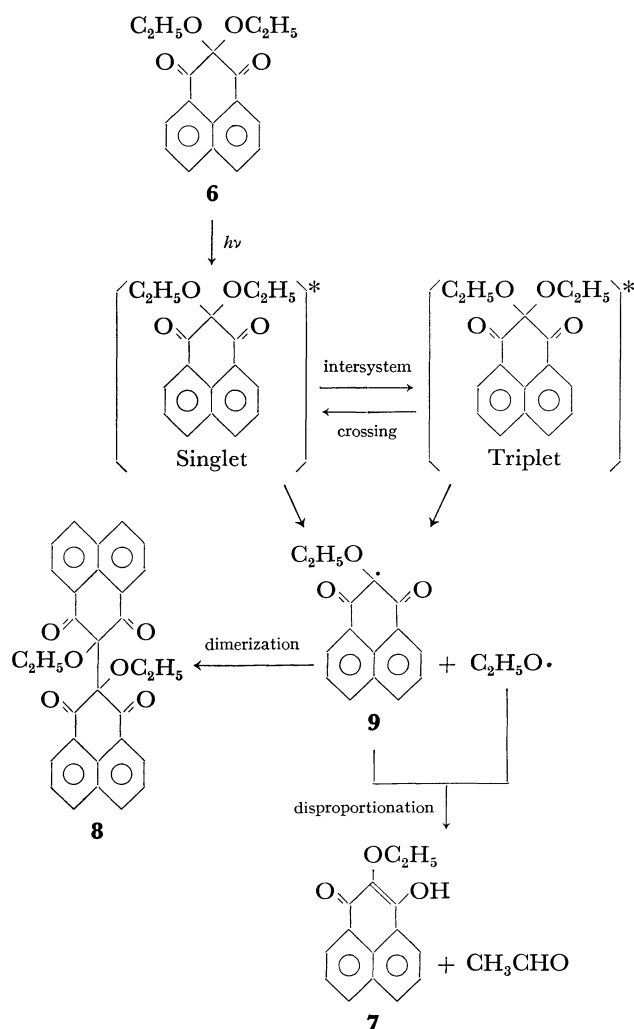 C₂H₅O OC₂H₅
O O
6
hν
C₂H₅O OC₂H₅ * C₂H₅O OC₂H₅ *
O O O O
intersystem
crossing
Singlet Triplet
C₂H₅O
O · O
O O
C₂H₅O OC₂H₅
O O
dimerization
+ C₂H₅O·
9
8
disproportionation
OC₂H₅
O OH
+ CH₃CHO
7